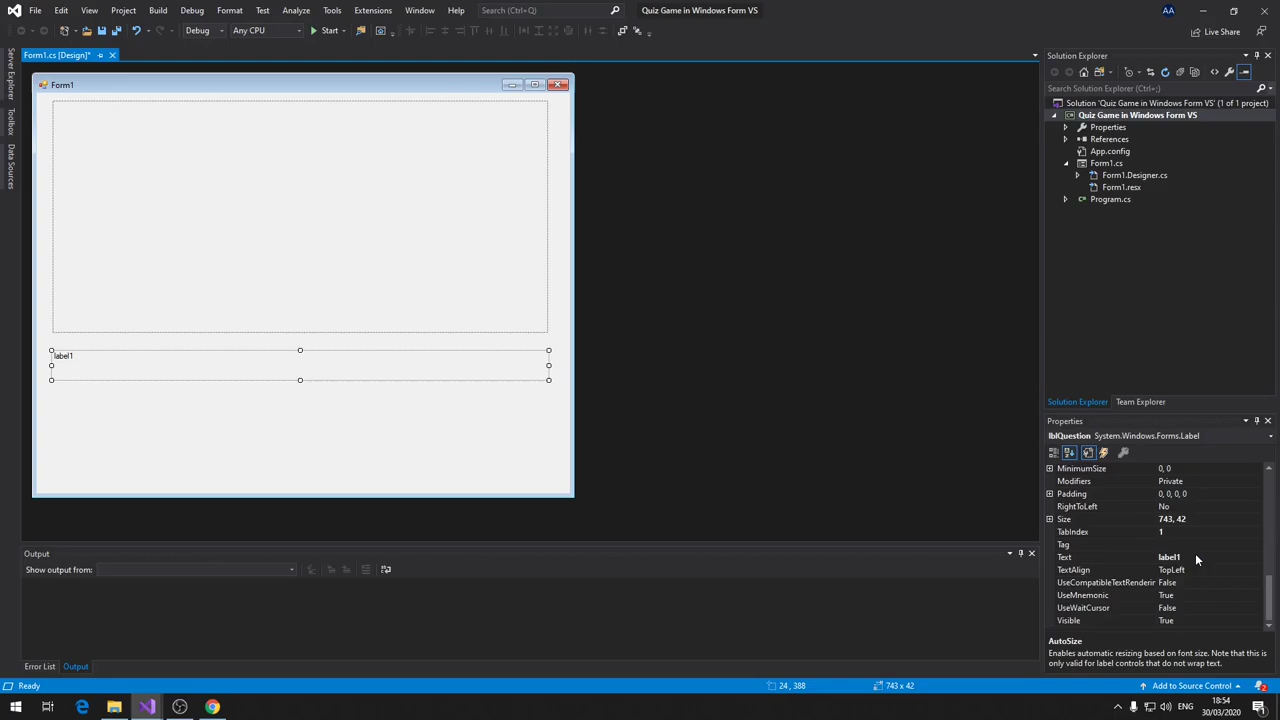 File Edit View Project Build Debug Format Test Analyze Tools Extensions Window Help Search (Ctrl+Q) Quiz Game in Windows Form VS AA
Debug Any CPU Start Live Share
Form1.cs [Design]*
Server Explorer
Toolbox
Data Sources
Form1
label1
Solution Explorer
Search Solution Explorer (Ctrl+;)
Solution 'Quiz Game in Windows Form VS' (1 of 1 project)
Quiz Game in Windows Form VS
Properties
References
App.config
Form1.cs
Form1.Designer.cs
Form1.resx
Program.cs
Solution Explorer Team Explorer
Properties
lblQuestion System.Windows.Forms.Label
MinimumSize 0, 0
Modifiers Private
Padding 0, 0, 0, 0
RightToLeft No
Size 743, 42
TabIndex 1
Tag
Text label1
TextAlign TopLeft
UseCompatibleTextRenderin False
UseMnemonic True
UseWaitCursor False
Visible True
AutoSize
Enables automatic resizing based on font size. Note that this is
only valid for label controls that do not wrap text.
Output
Show output from:
Error List Output
Ready 24 , 388 743 x 42 Add to Source Control 2
ENG 18:54
30/03/2020 1